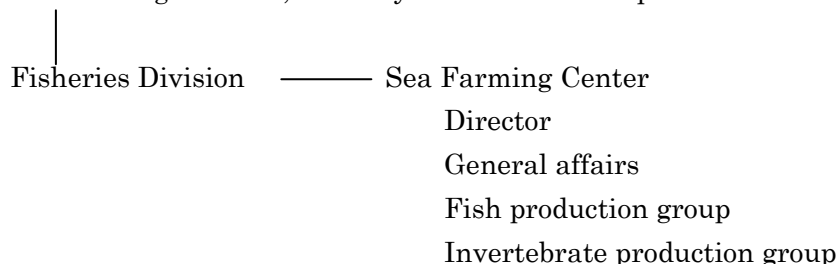 Fisheries Division Sea Farming Center
Director
General affairs
Fish production group
Invertebrate production group